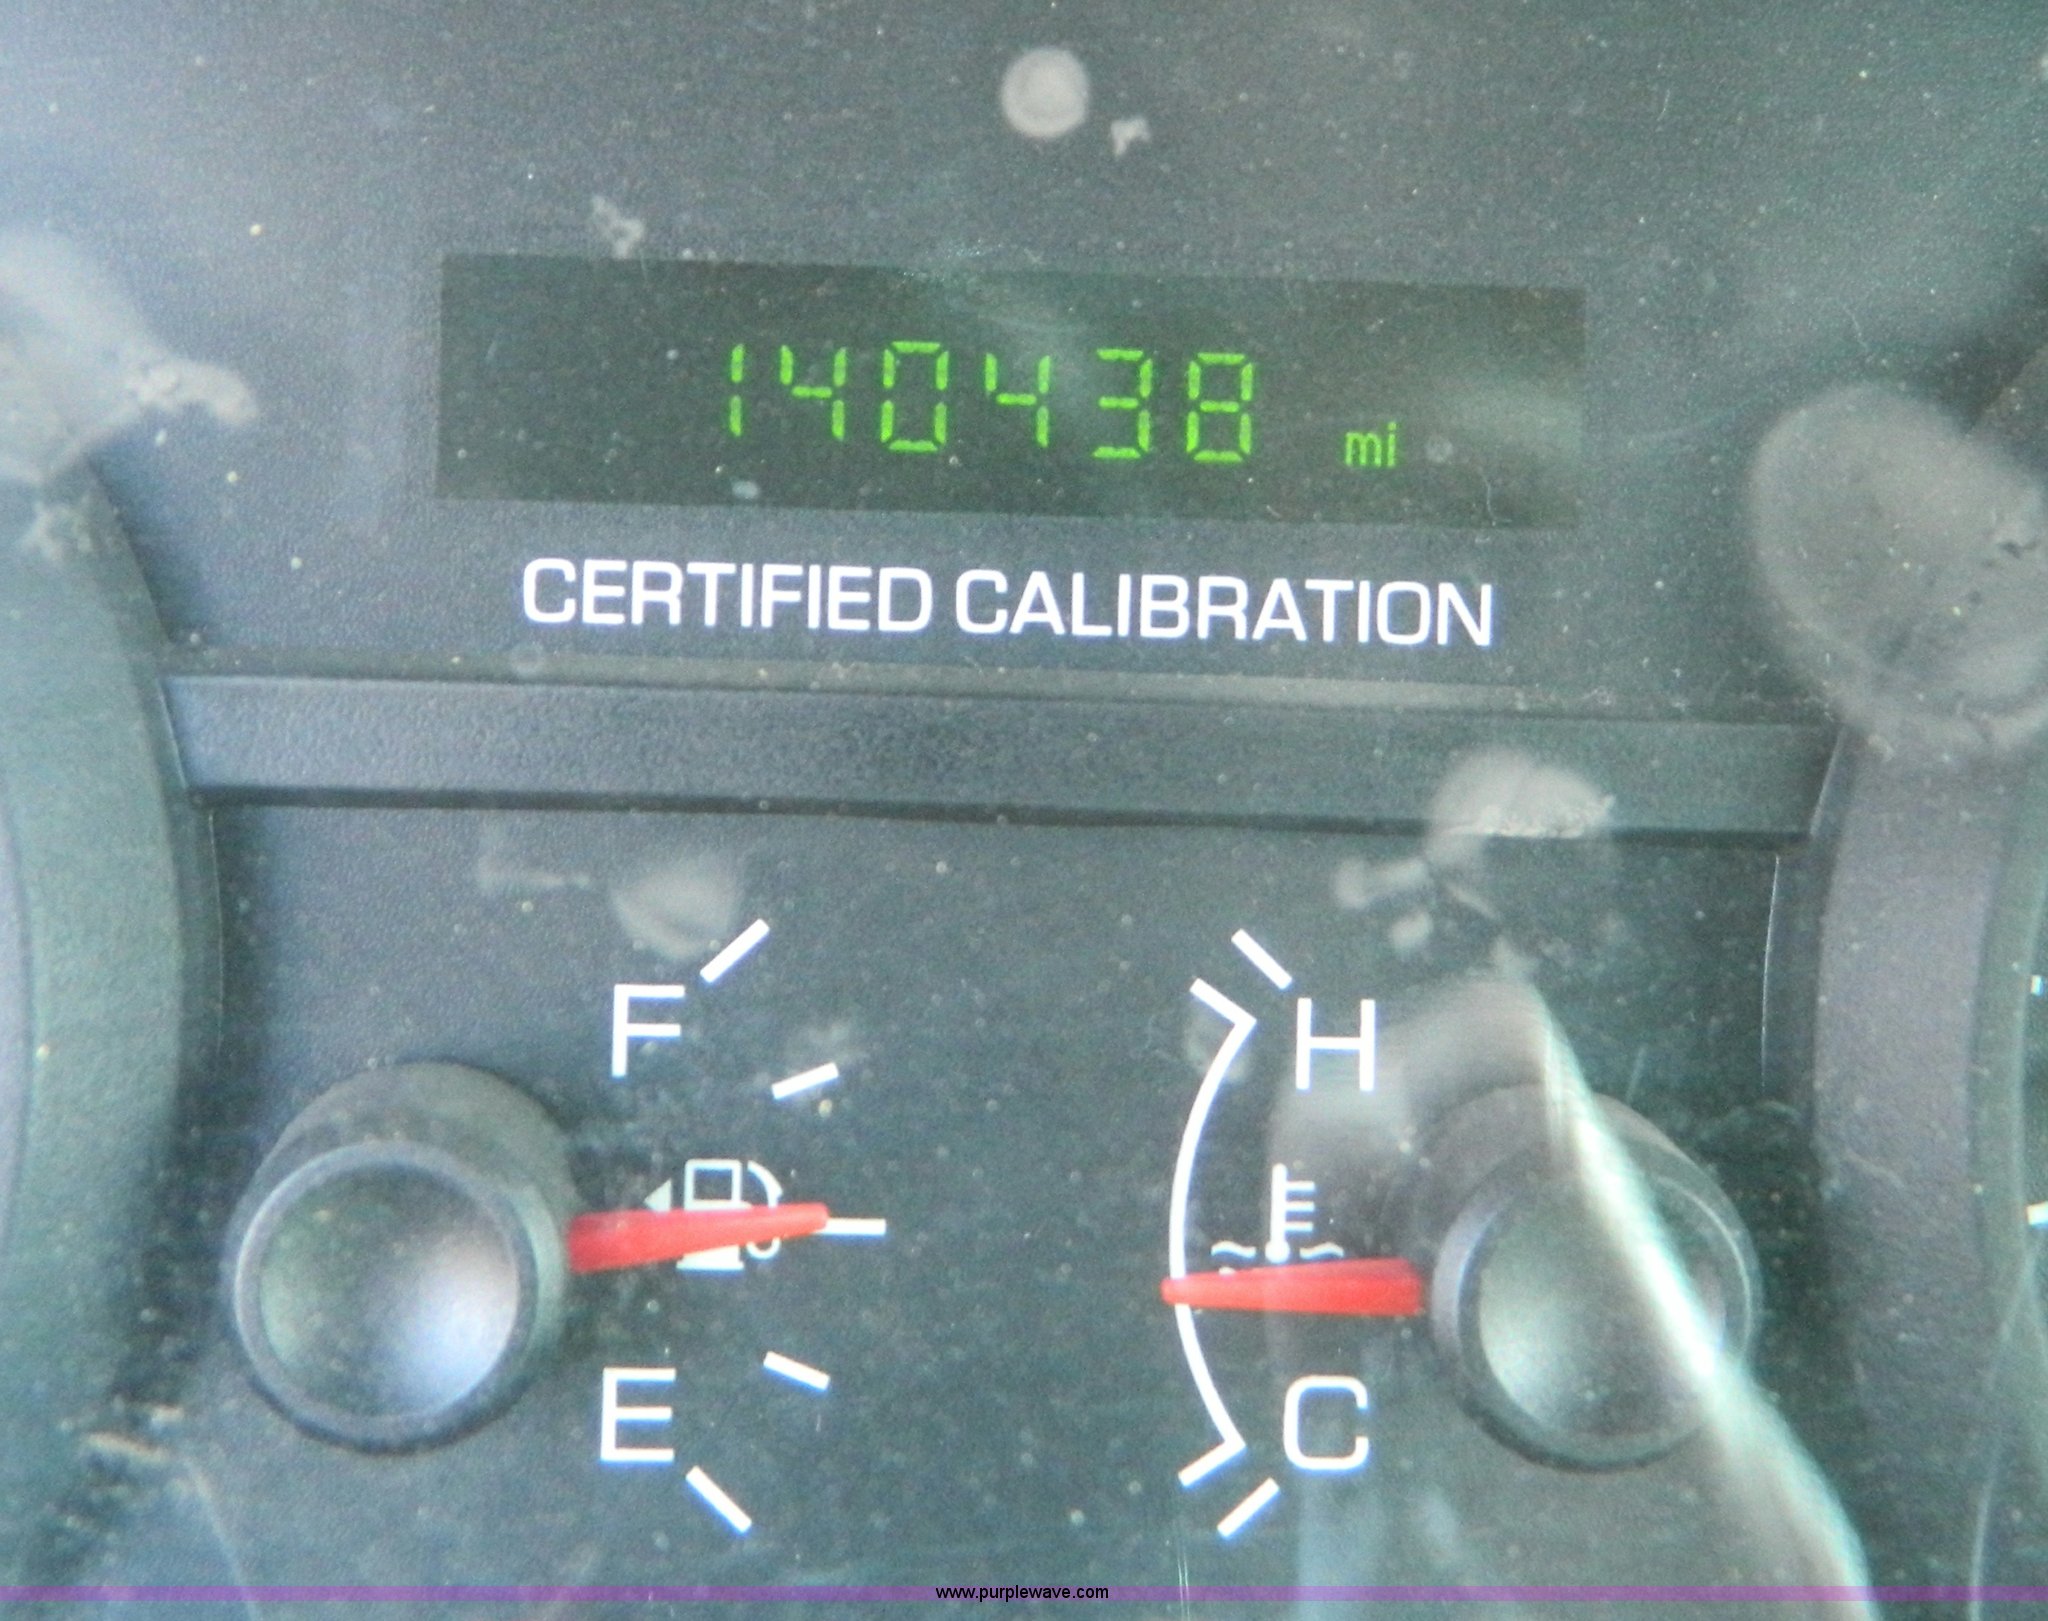 140438 mi
CERTIFIED CALIBRATION
F H
E C
www.purplewave.com